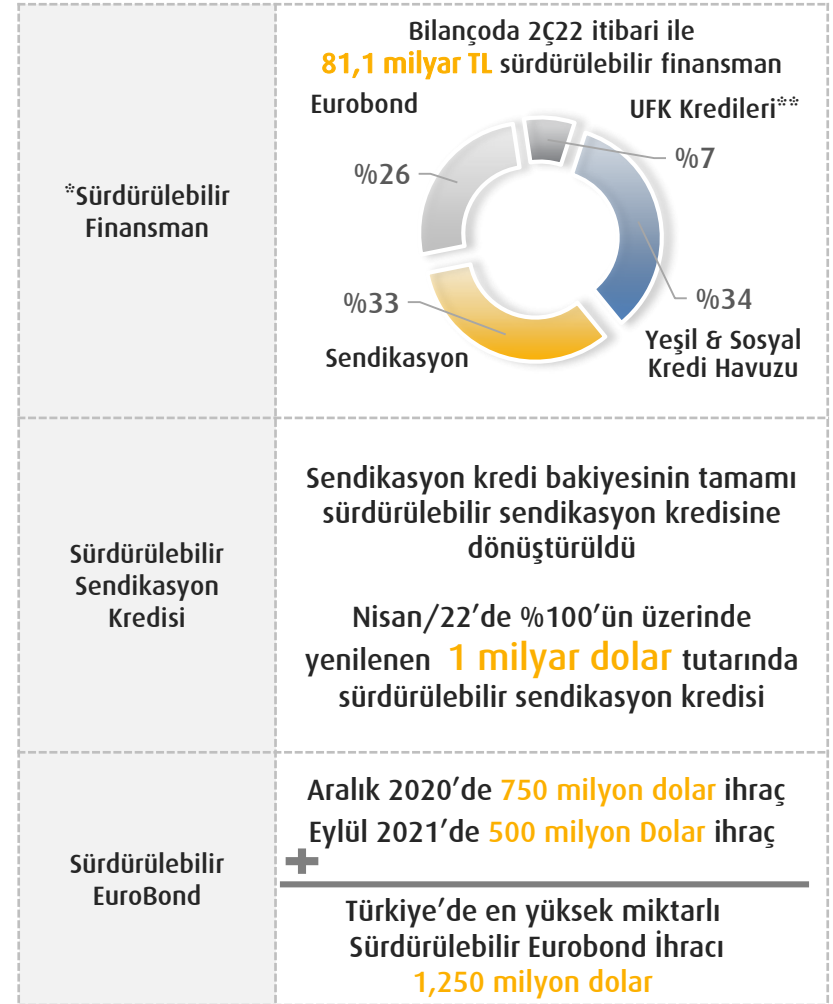 *Sürdürülebilir
Finansman
Bilançoda 2Ç22 itibari ile
81,1 milyar TL sürdürülebilir finansman
Eurobond
UFK Kredileri**
%26
%7
%33
%34
Sendikasyon
Yeşil & Sosyal
Kredi Havuzu
Sürdürülebilir
Sendikasyon
Kredisi
Sendikasyon kredi bakiyesinin tamamı
sürdürülebilir sendikasyon kredisine
dönüştürüldü
Nisan/22’de %100’ün üzerinde
yenilenen 1 milyar dolar tutarında
sürdürülebilir sendikasyon kredisi
Sürdürülebilir
EuroBond
Aralık 2020’de 750 milyon dolar ihraç
Eylül 2021’de 500 milyon Dolar ihraç
+
Türkiye’de en yüksek miktarlı
Sürdürülebilir Eurobond İhracı
1,250 milyon dolar